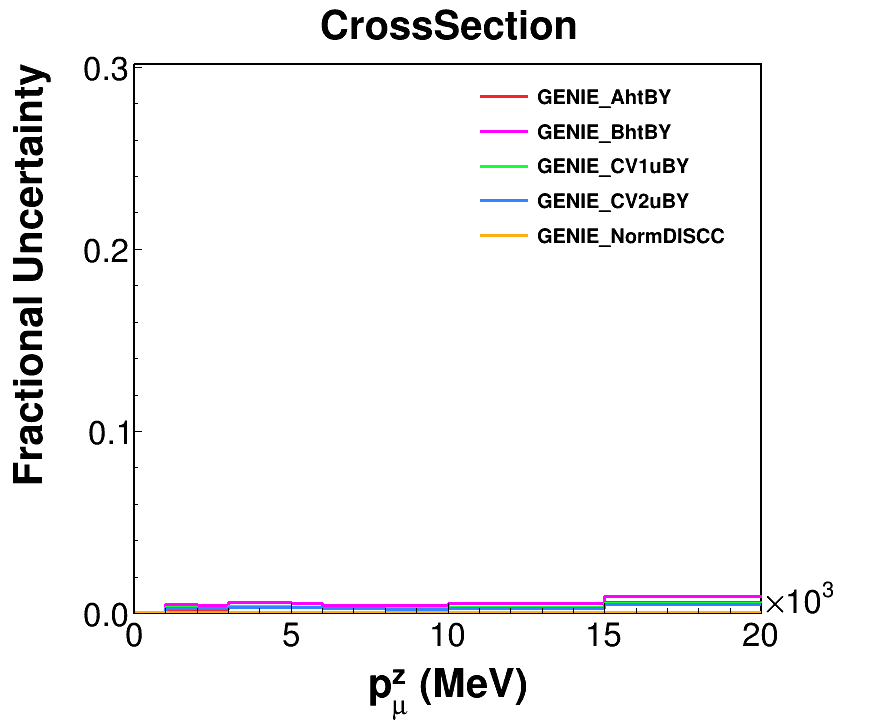 CrossSection
Fractional Uncertainty
0.3
0.2
0.1
0.0
GENIE_AhtBY
GENIE_BhtBY
GENIE_CV1uBY
GENIE_CV2uBY
GENIE_NormDISCC
0 5 10 15 20
×10³
p_μ^z (MeV)